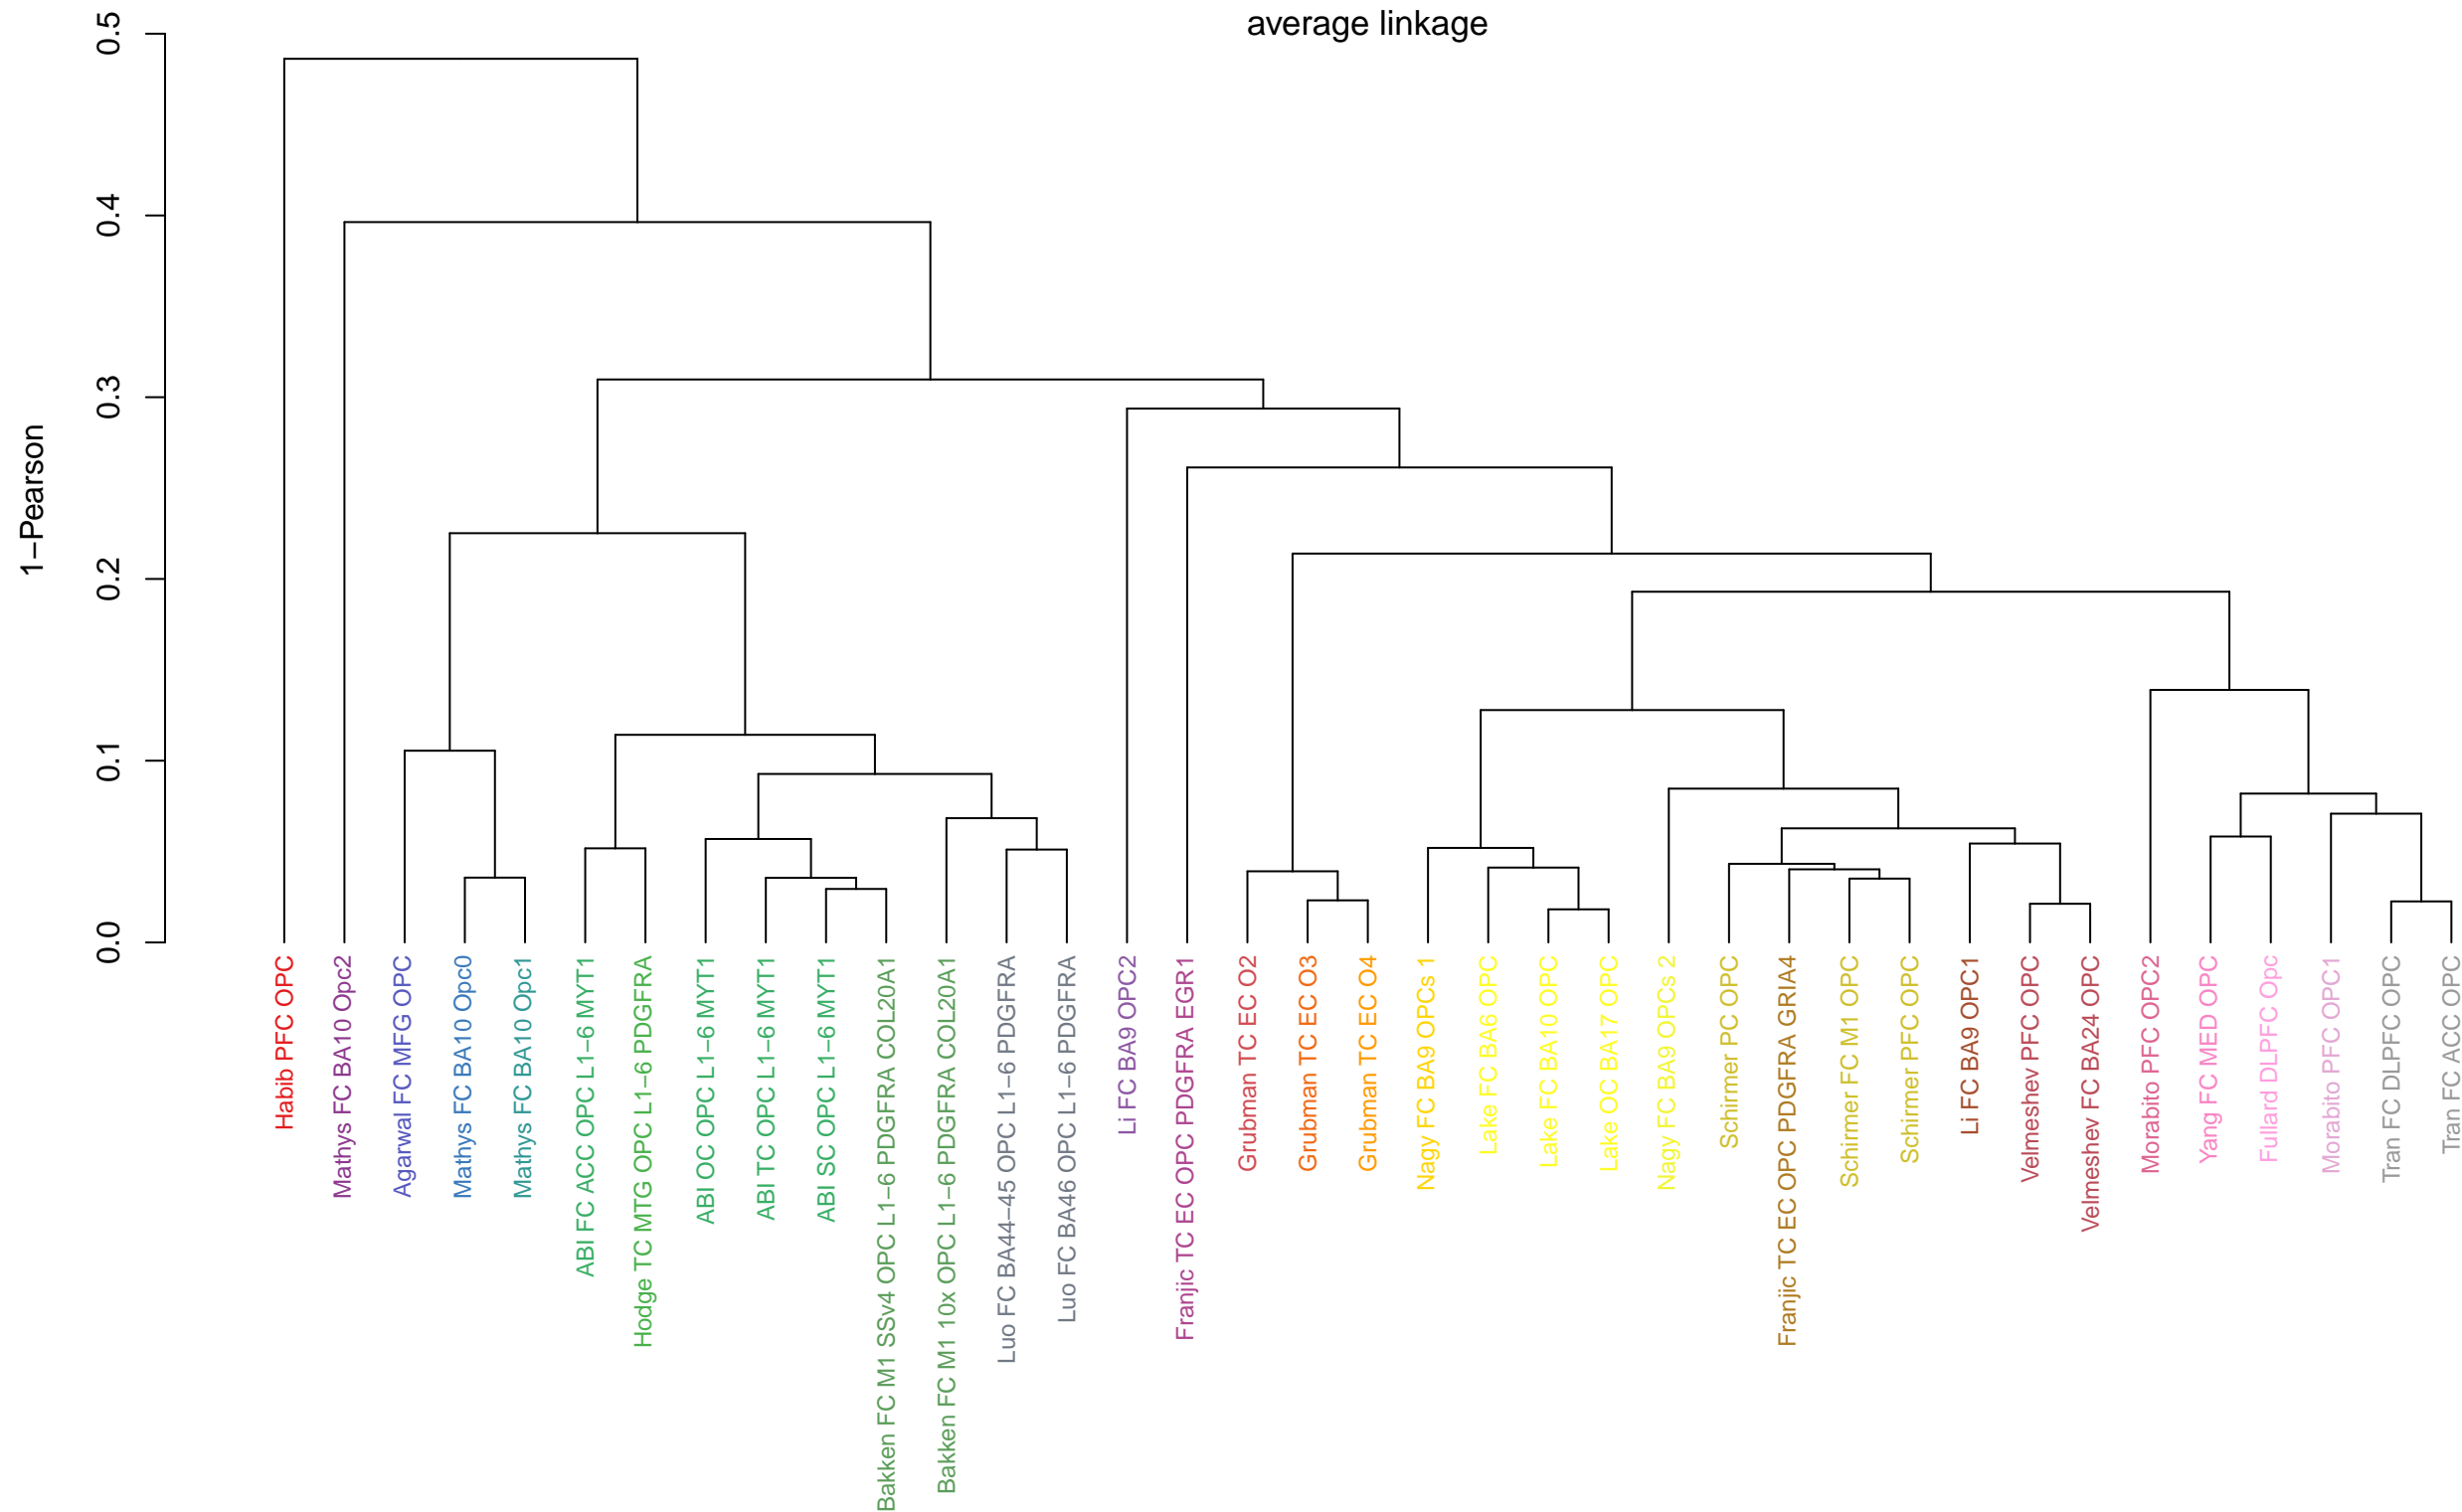 average linkage
1−Pearson
0.5
0.4
0.3
0.2
0.1
0.0
Habib PFC OPC
Mathys FC BA10 Opc2
Agarwal FC MFG OPC
Mathys FC BA10 Opc0
Mathys FC BA10 Opc1
ABI FC ACC OPC L1−6 MYT1
Hodge TC MTG OPC L1−6 PDGFRA
ABI OC OPC L1−6 MYT1
ABI TC OPC L1−6 MYT1
ABI SC OPC L1−6 MYT1
Bakken FC M1 SSv4 OPC L1−6 PDGFRA COL20A1
Bakken FC M1 10x OPC L1−6 PDGFRA COL20A1
Luo FC BA44−45 OPC L1−6 PDGFRA
Luo FC BA46 OPC L1−6 PDGFRA
Li FC BA9 OPC2
Franjic TC EC OPC PDGFRA EGR1
Grubman TC EC O2
Grubman TC EC O3
Grubman TC EC O4
Nagy FC BA9 OPCs 1
Lake FC BA6 OPC
Lake FC BA10 OPC
Lake OC BA17 OPC
Nagy FC BA9 OPCs 2
Schirmer PC OPC
Franjic TC EC OPC PDGFRA GRIA4
Schirmer FC M1 OPC
Schirmer PFC OPC
Li FC BA9 OPC1
Velmeshev PFC OPC
Velmeshev FC BA24 OPC
Morabito PFC OPC2
Yang FC MED OPC
Fullard DLPFC Opc
Morabito PFC OPC1
Tran FC DLPFC OPC
Tran FC ACC OPC